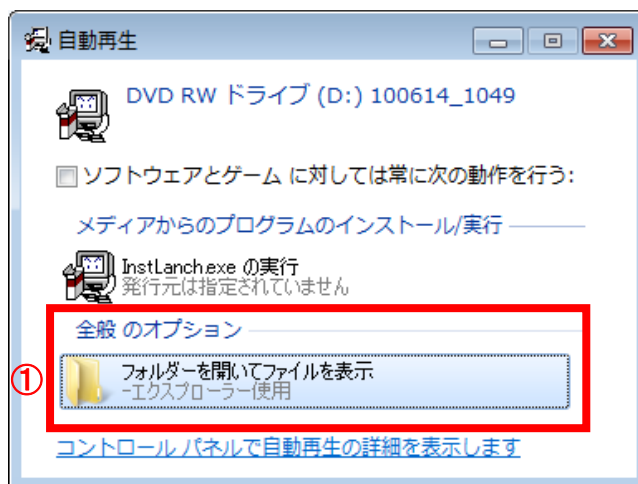 自動再生
DVD RW ドライブ (D:) 100614_1049
ソフトウェアとゲーム に対しては常に次の動作を行う:
メディアからのプログラムのインストール/実行
InstLanch.exe の実行
発行元は指定されていません
全般 のオプション
①
フォルダーを開いてファイルを表示
-エクスプローラー使用
コントロール パネルで自動再生の詳細を表示します